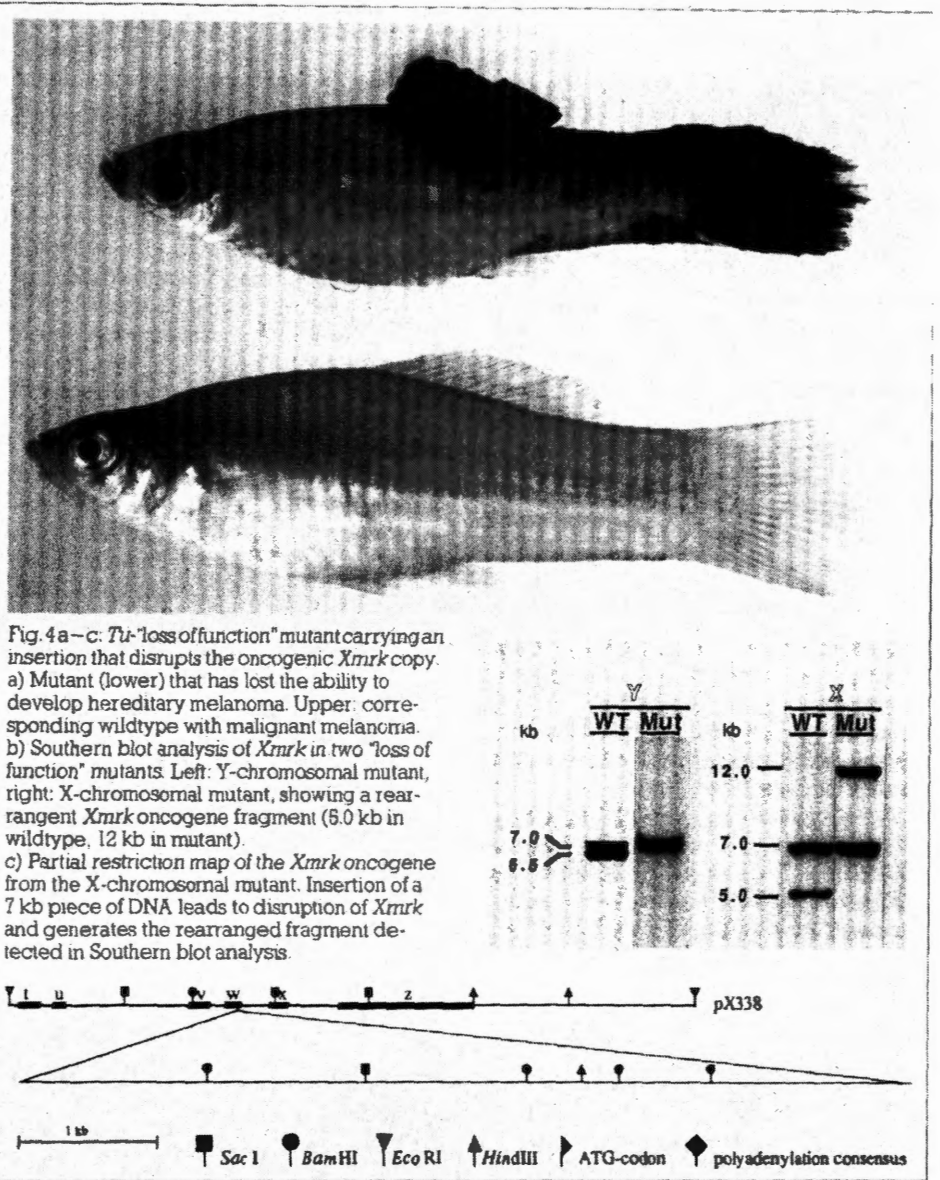 Fig. 4a–c: Tu-"loss of function" mutant carrying an
insertion that disrupts the oncogenic Xmrk copy.
a) Mutant (lower) that has lost the ability to
develop hereditary melanoma. Upper: corre-
sponding wildtype with malignant melanoma.
b) Southern blot analysis of Xmrk in two "loss of
function" mutants. Left: Y-chromosomal mutant,
right: X-chromosomal mutant, showing a rear-
rangent Xmrk oncogene fragment (5.0 kb in
wildtype, 12 kb in mutant).
c) Partial restriction map of the Xmrk oncogene
from the X-chromosomal mutant. Insertion of a
7 kb piece of DNA leads to disruption of Xmrk
and generates the rearranged fragment de-
tected in Southern blot analysis.
Y
kb WT Mut
7.0
6.5
X
kb WT Mut
12.0
7.0
5.0
t u v w x z pX338
1 kb Sac I BamHI Eco RI HindIII ATG-codon polyadenylation consensus